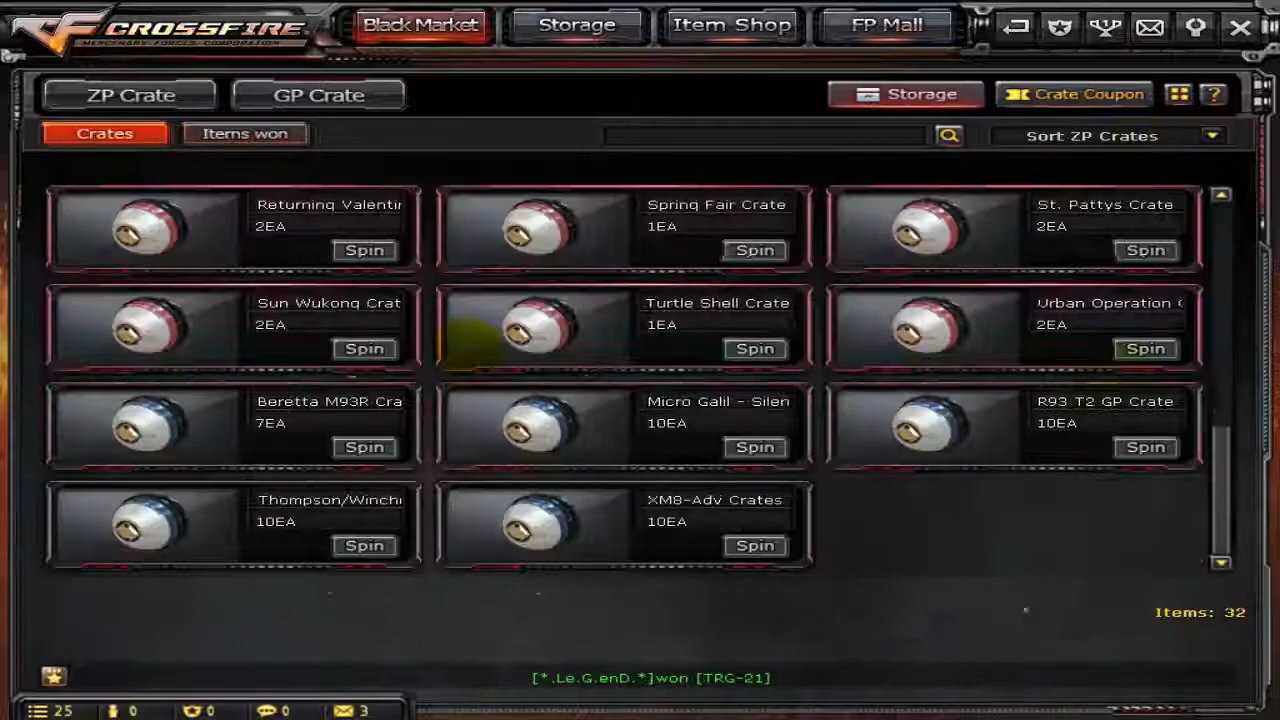 CROSSFIRE
MERCENARY FORCES CORPORATION
Black Market
Storage
Item Shop
FP Mall
ZP Crate
GP Crate
Storage
Crate Coupon
?
Crates
Items won
Sort ZP Crates
Returning Valentin
2EA
Spin
Spring Fair Crate
1EA
Spin
St. Pattys Crate
2EA
Spin
Sun Wukong Crat
2EA
Spin
Turtle Shell Crate
1EA
Spin
Urban Operation C
2EA
Spin
Beretta M93R Cra
7EA
Spin
Micro Galil - Silen
10EA
Spin
R93 T2 GP Crate
10EA
Spin
Thompson/Winch
10EA
Spin
XM8-Adv Crates
10EA
Spin
Items: 32
[*.Le.G.enD.*]won [TRG-21]
25
0
0
0
3